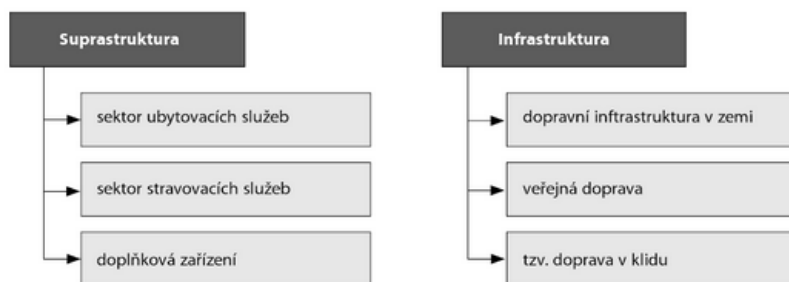 Suprastruktura
sektor ubytovacích služeb
sektor stravovacích služeb
doplňková zařízení
Infrastruktura
dopravní inftrastruktura v zemi
veřejná doprava
tzv. doprava v klidu